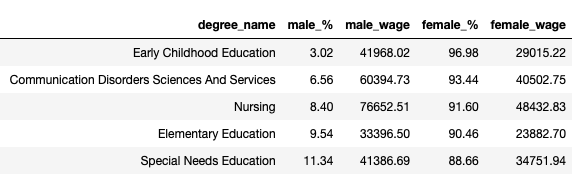 degree_name male_% male_wage female_% female_wage
Early Childhood Education 3.02 41968.02 96.98 29015.22
Communication Disorders Sciences And Services 6.56 60394.73 93.44 40502.75
Nursing 8.40 76652.51 91.60 48432.83
Elementary Education 9.54 33396.50 90.46 23882.70
Special Needs Education 11.34 41386.69 88.66 34751.94